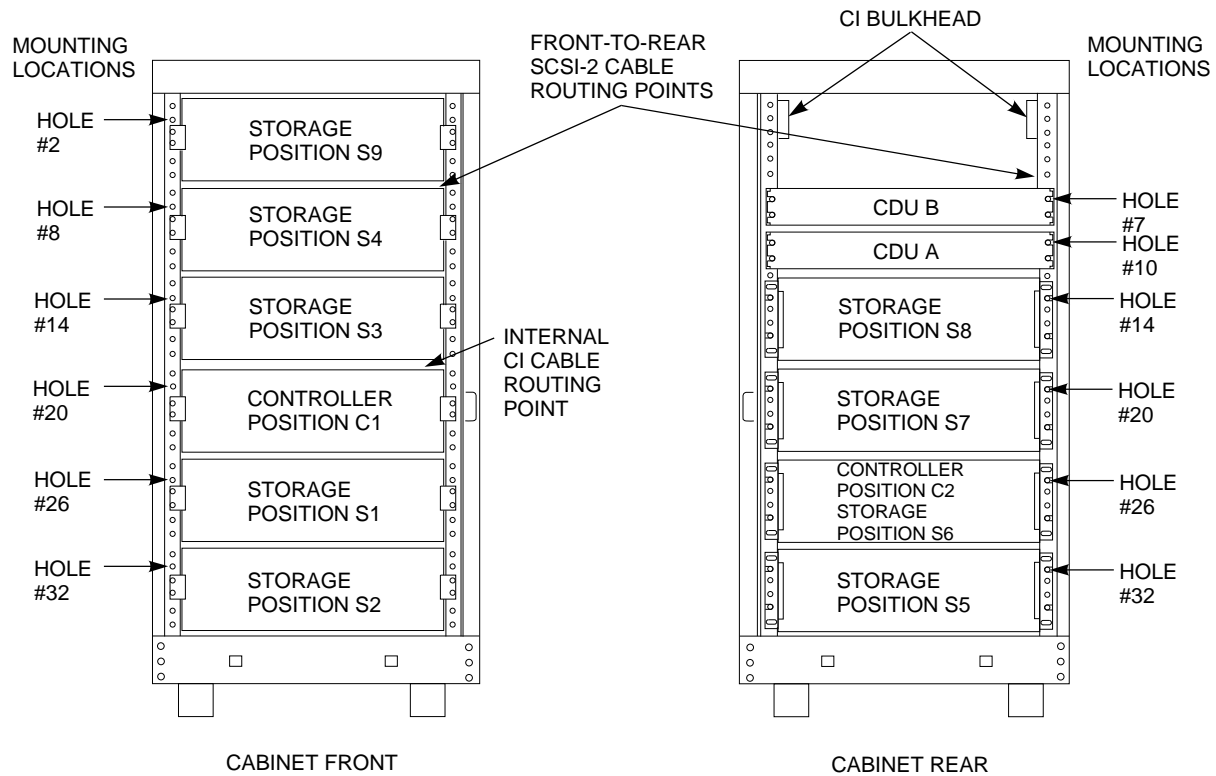 CI BULKHEAD
MOUNTING
LOCATIONS
FRONT-TO-REAR
SCSI-2 CABLE
ROUTING POINTS
MOUNTING
LOCATIONS
HOLE
#2
STORAGE
POSITION S9
HOLE
#8
STORAGE
POSITION S4
HOLE
#14
STORAGE
POSITION S3
INTERNAL
CI CABLE
ROUTING
POINT
HOLE
#20
CONTROLLER
POSITION C1
HOLE
#26
STORAGE
POSITION S1
HOLE
#32
STORAGE
POSITION S2
CABINET FRONT
CDU B
HOLE
#7
CDU A
HOLE
#10
STORAGE
POSITION S8
HOLE
#14
STORAGE
POSITION S7
HOLE
#20
CONTROLLER
POSITION C2
STORAGE
POSITION S6
HOLE
#26
STORAGE
POSITION S5
HOLE
#32
CABINET REAR